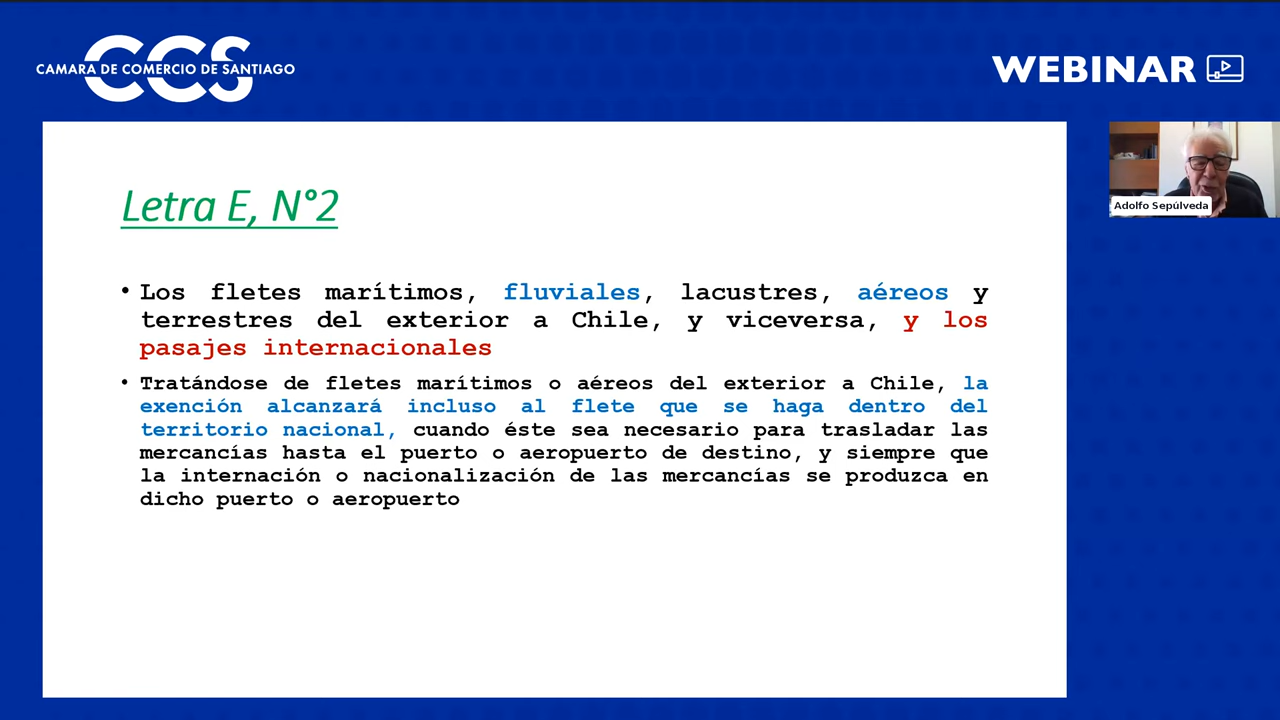 CCS
CAMARA DE COMERCIO DE SANTIAGO
WEBINAR
Adolfo Sepúlveda
Letra E, N°2
• Los fletes marítimos, fluviales, lacustres, aéreos y
terrestres del exterior a Chile, y viceversa, y los
pasajes internacionales
• Tratándose de fletes marítimos o aéreos del exterior a Chile, la
exención alcanzará incluso al flete que se haga dentro del
territorio nacional, cuando éste sea necesario para trasladar las
mercancías hasta el puerto o aeropuerto de destino, y siempre que
la internación o nacionalización de las mercancías se produzca en
dicho puerto o aeropuerto